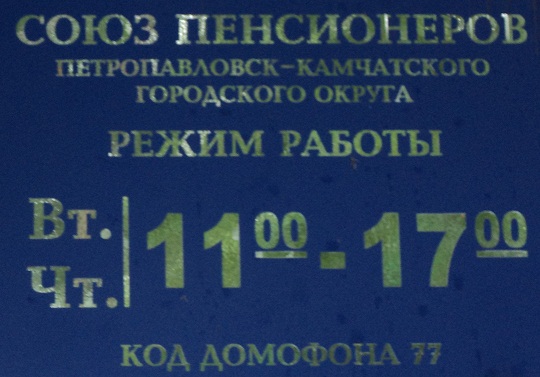 СОЮЗ ПЕНСИОНЕРОВ
ПЕТРОПАВЛОВСК-КАМЧАТСКОГО
ГОРОДСКОГО ОКРУГА
РЕЖИМ РАБОТЫ
Вт.
Чт.
11 00 - 17 00
КОД ДОМОФОНА 77